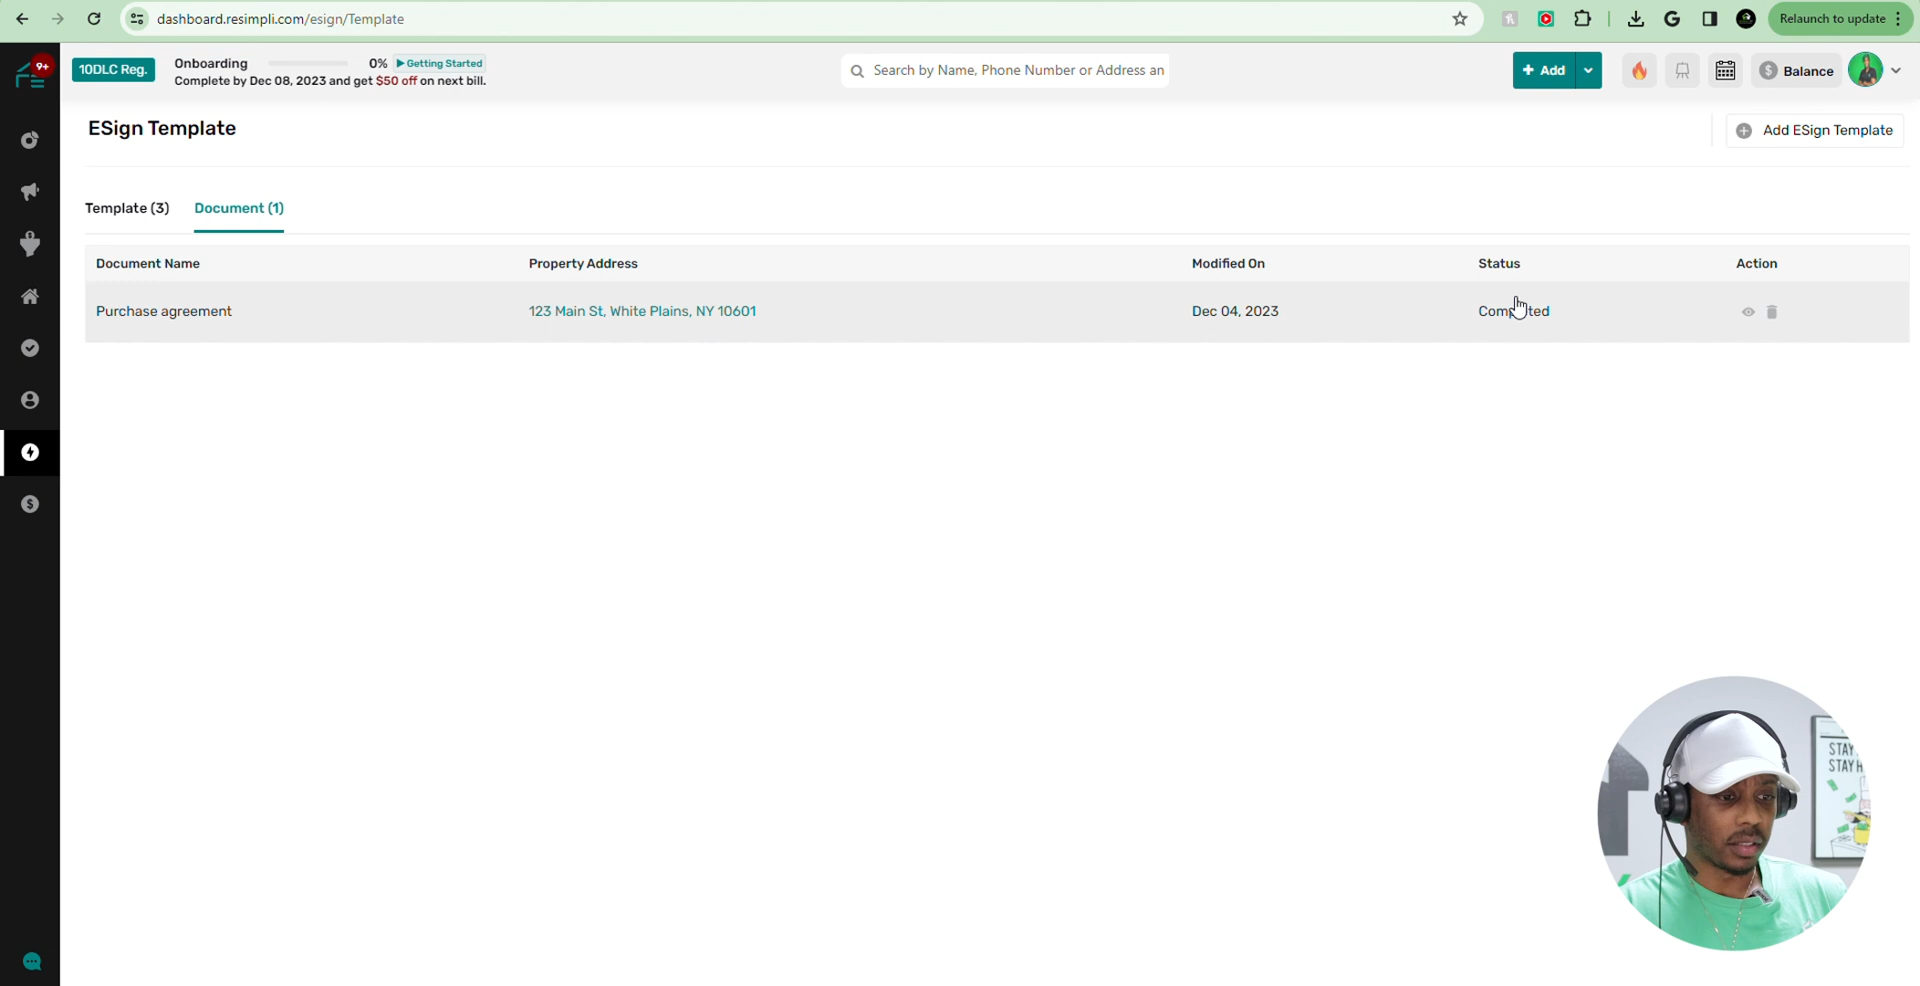 dashboard.resimpli.com/esign/Template
Relaunch to update
9+
10DLC Reg.
Onboarding 0% Getting Started
Complete by Dec 08, 2023 and get $50 off on next bill.
Search by Name, Phone Number or Address an
+ Add
$ Balance
ESign Template
Add ESign Template
Template (3) Document (1)
Document Name Property Address Modified On Status Action
Purchase agreement 123 Main St, White Plains, NY 10601 Dec 04, 2023 Completed
STAY
STAY H